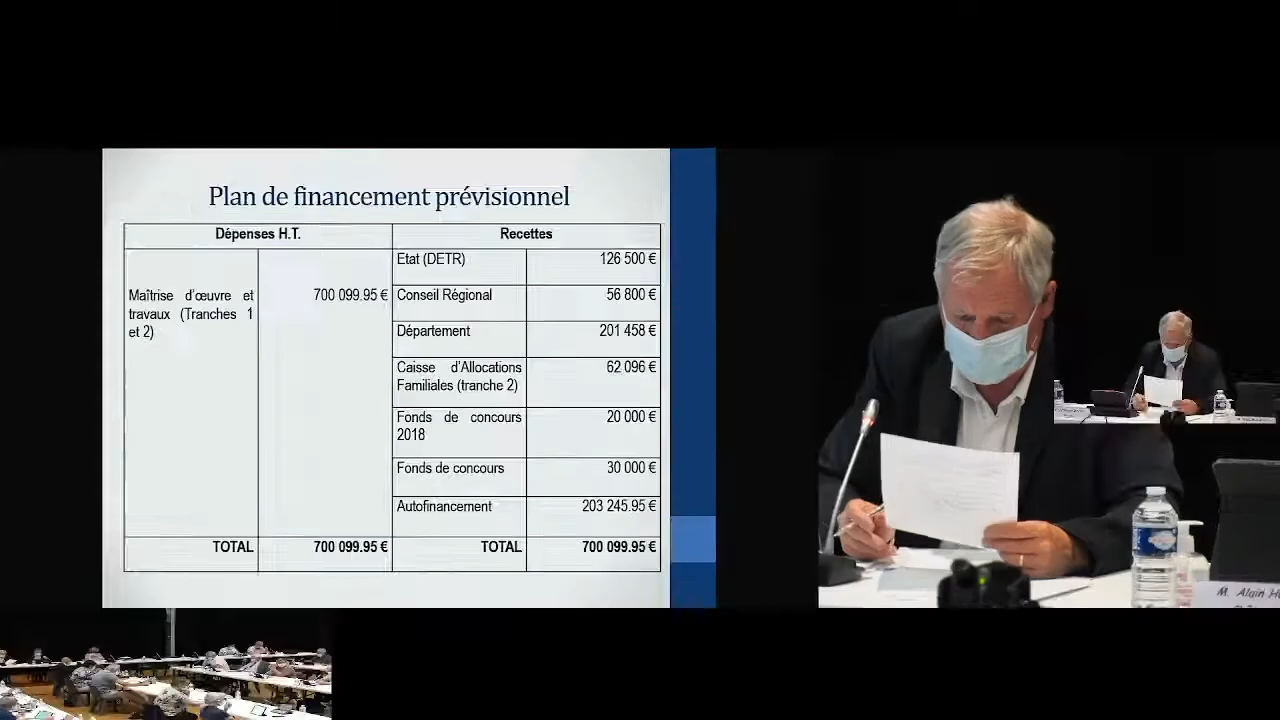 Plan de financement prévisionnel
Dépenses H.T.
Recettes
Maîtrise d'œuvre et
travaux (Tranches 1
et 2)
700 099.95 €
Etat (DETR)
126 500 €
Conseil Régional
56 800 €
Département
201 458 €
Caisse d'Allocations
Familiales (tranche 2)
62 096 €
Fonds de concours
2018
20 000 €
Fonds de concours
30 000 €
Autofinancement
203 245.95 €
TOTAL
700 099.95 €
TOTAL
700 099.95 €
M. Alain